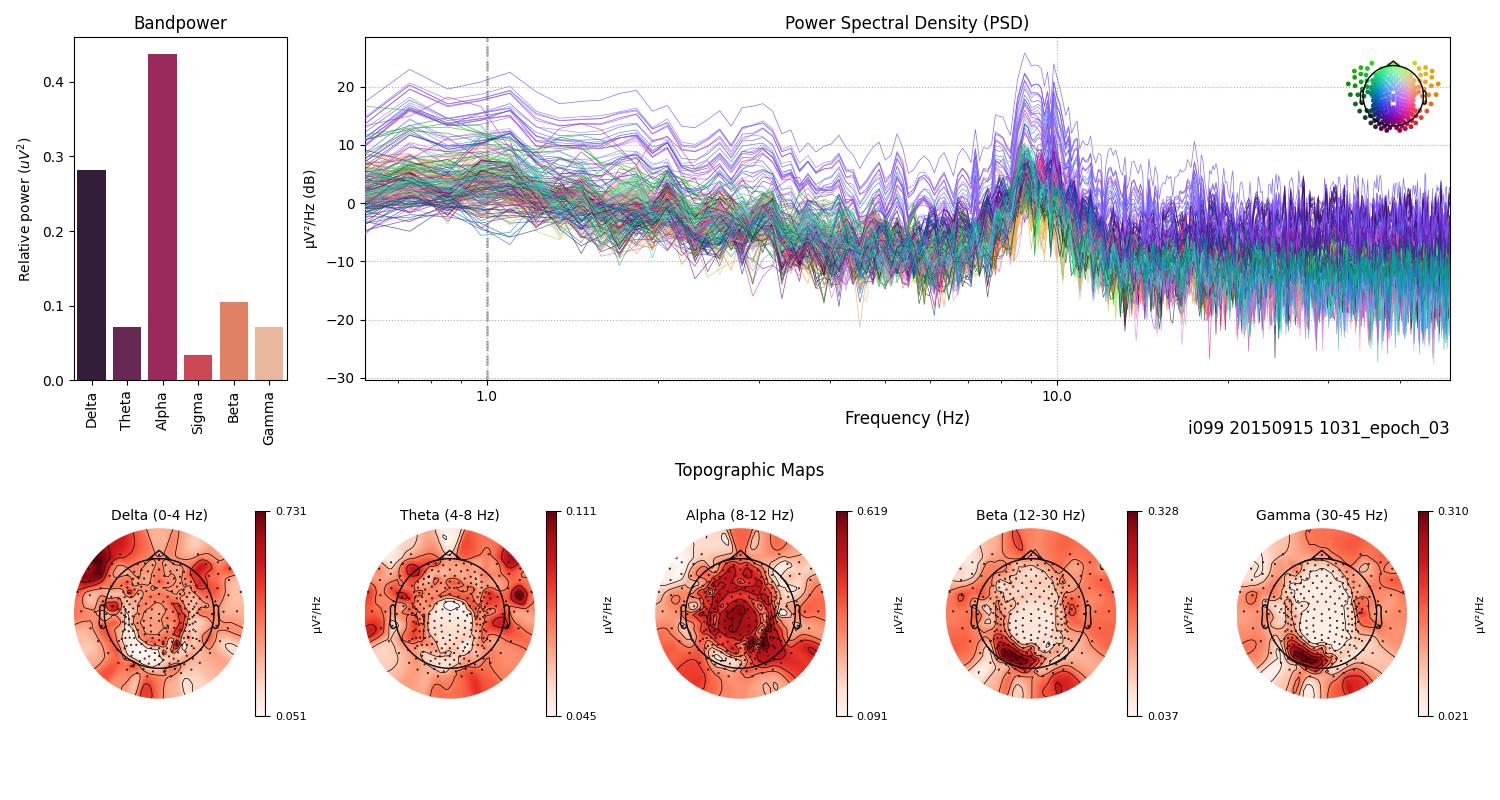 Bandpower
Power Spectral Density (PSD)
Relative power (uV²)
0.4
0.3
0.2
0.1
0.0
Delta
Theta
Alpha
Sigma
Beta
Gamma
µV²/Hz (dB)
20
10
0
−10
−20
−30
1.0
10.0
Frequency (Hz)
i099 20150915 1031_epoch_03
Topographic Maps
Delta (0-4 Hz)
0.731
0.051
µV²/Hz
Theta (4-8 Hz)
0.111
0.045
µV²/Hz
Alpha (8-12 Hz)
0.619
0.091
µV²/Hz
Beta (12-30 Hz)
0.328
0.037
µV²/Hz
Gamma (30-45 Hz)
0.310
0.021
µV²/Hz